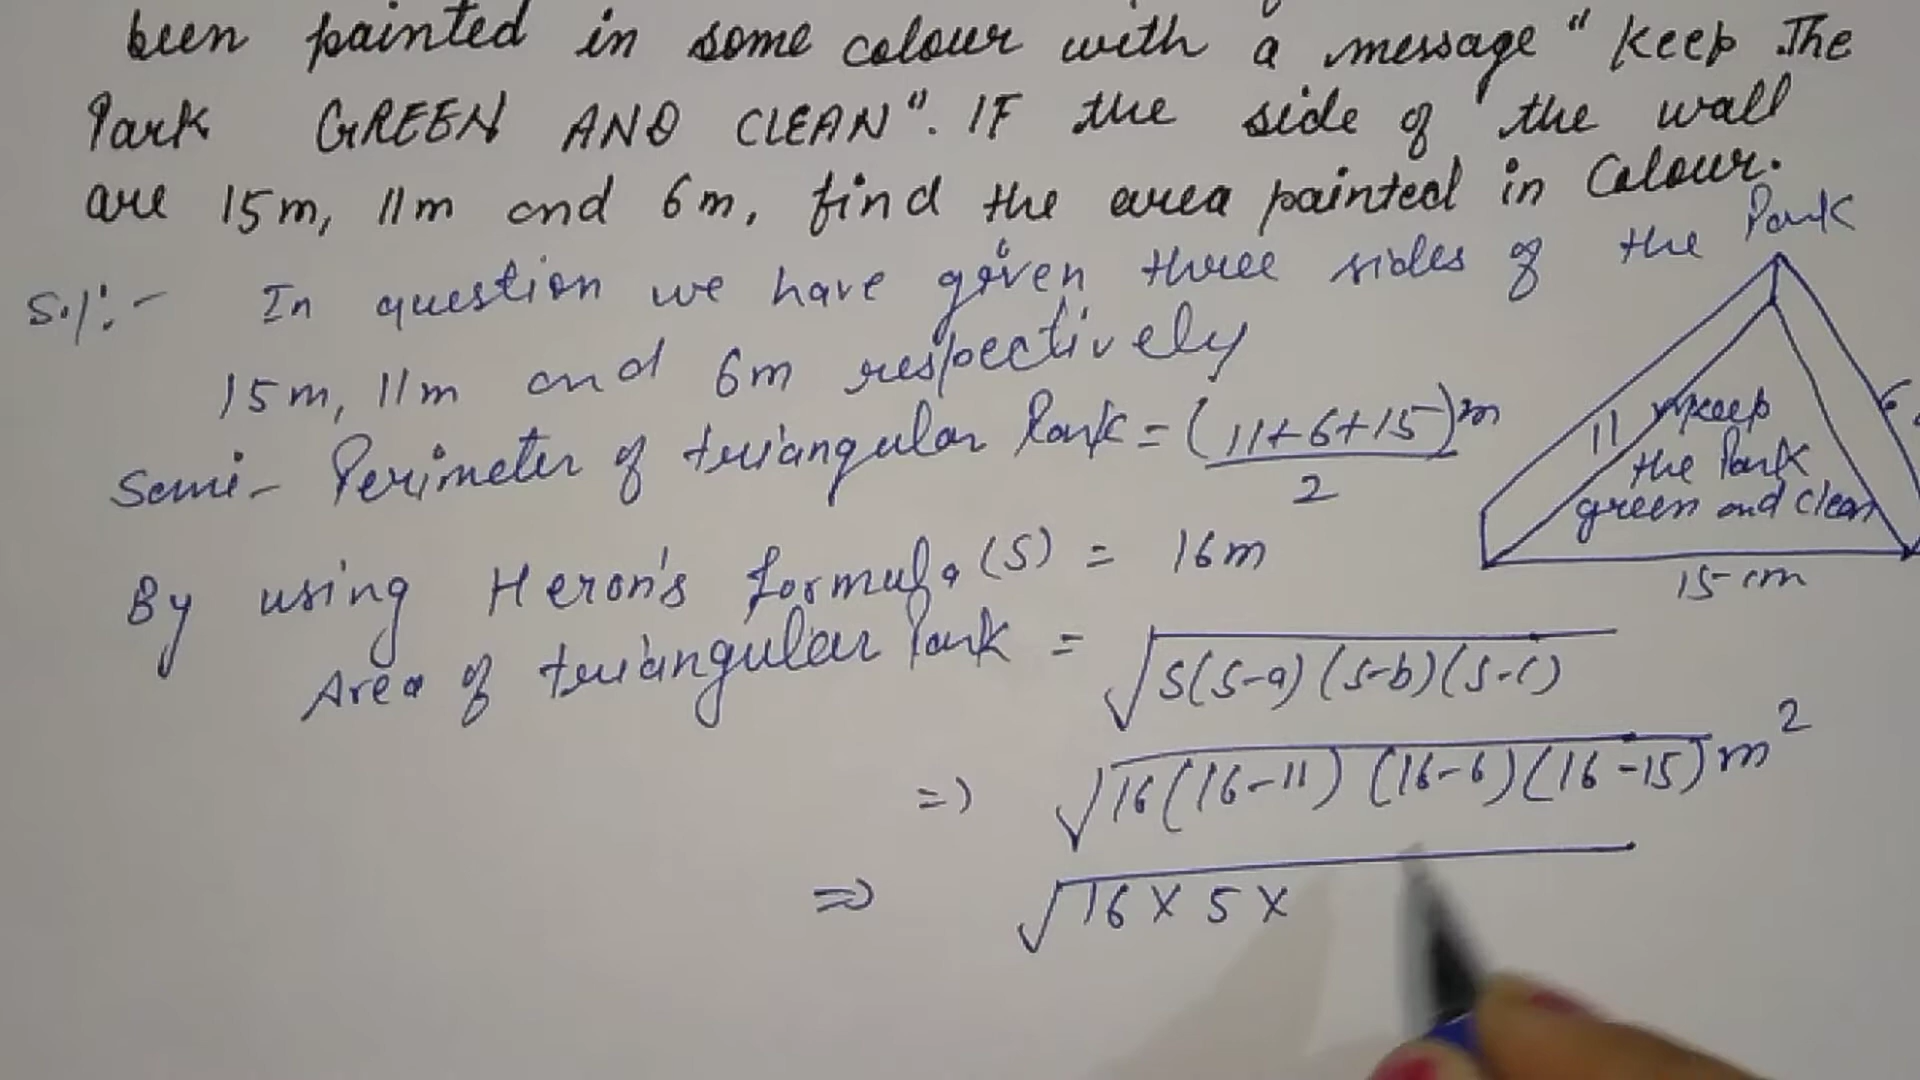 been painted in some colour with a message "Keep The
Park GREEN AND CLEAN". IF the side of the wall
are 15m, 11m and 6m, find the area painted in Colour.
Sol:- In question we have given three sides of the Park
15m, 11m and 6m respectively
Semi-Perimeter of triangular Park = (11+6+15)m
2
By using Heron's formula (S) = 16m
Area of triangular Park = √S(S-a)(S-b)(S-c)
=) √16(16-11)(16-6)(16-15) m²
=> √16 X 5 X
11
6
keep
the Park
green and clean
15 cm